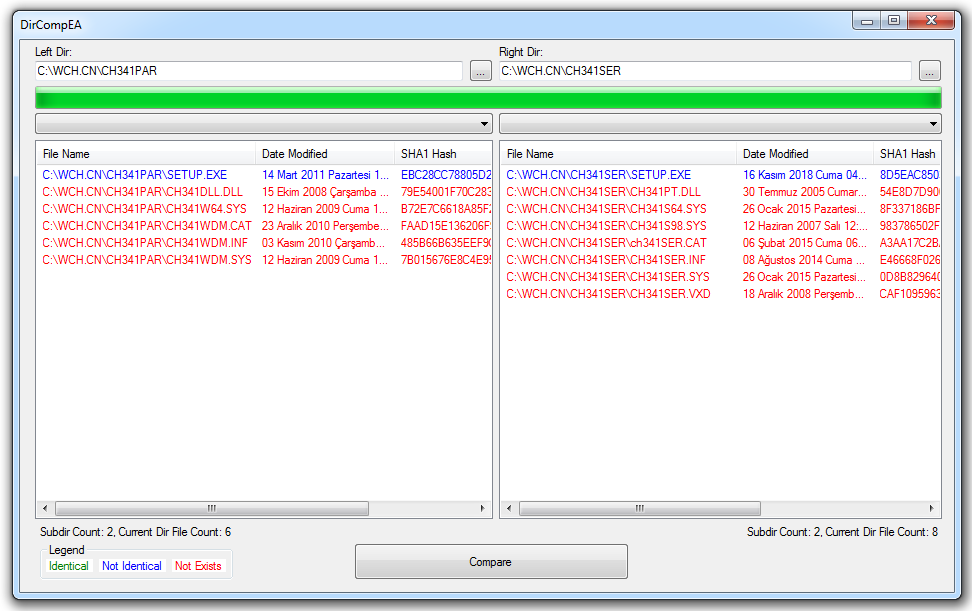 DirCompEA
Left Dir: Right Dir:
C:\WCH.CN\CH341PAR ... C:\WCH.CN\CH341SER ...
File Name Date Modified SHA1 Hash
C:\WCH.CN\CH341PAR\SETUP.EXE 14 Mart 2011 Pazartesi 1... EBC28CC78805D2
C:\WCH.CN\CH341PAR\CH341DLL.DLL 15 Ekim 2008 Çarşamba ... 79E54001F70C283
C:\WCH.CN\CH341PAR\CH341W64.SYS 12 Haziran 2009 Cuma 1... B72E7C6618A85F2
C:\WCH.CN\CH341PAR\CH341WDM.CAT 23 Aralık 2010 Perşembe... FAAD15E136206F
C:\WCH.CN\CH341PAR\CH341WDM.INF 03 Kasım 2010 Çarşamb... 485B66B635EEF90
C:\WCH.CN\CH341PAR\CH341WDM.SYS 12 Haziran 2009 Cuma 1... 7B015676E8C4E95
File Name Date Modified SHA1 Hash
C:\WCH.CN\CH341SER\SETUP.EXE 16 Kasım 2018 Cuma 04... 8D5EAC850
C:\WCH.CN\CH341SER\CH341PT.DLL 30 Temmuz 2005 Cumar... 54E8D7D90
C:\WCH.CN\CH341SER\CH341S64.SYS 26 Ocak 2015 Pazartesi... 8F337186BF
C:\WCH.CN\CH341SER\CH341S98.SYS 12 Haziran 2007 Salı 12:... 983786502F
C:\WCH.CN\CH341SER\ch341SER.CAT 06 Şubat 2015 Cuma 06... A3AA17C2B
C:\WCH.CN\CH341SER\CH341SER.INF 08 Ağustos 2014 Cuma ... E46668F026
C:\WCH.CN\CH341SER\CH341SER.SYS 26 Ocak 2015 Pazartesi... 0D8B829640
C:\WCH.CN\CH341SER\CH341SER.VXD 18 Aralık 2008 Perşemb... CAF1095963
Subdir Count: 2, Current Dir File Count: 6 Subdir Count: 2, Current Dir File Count: 8
Legend
Identical Not Identical Not Exists
Compare